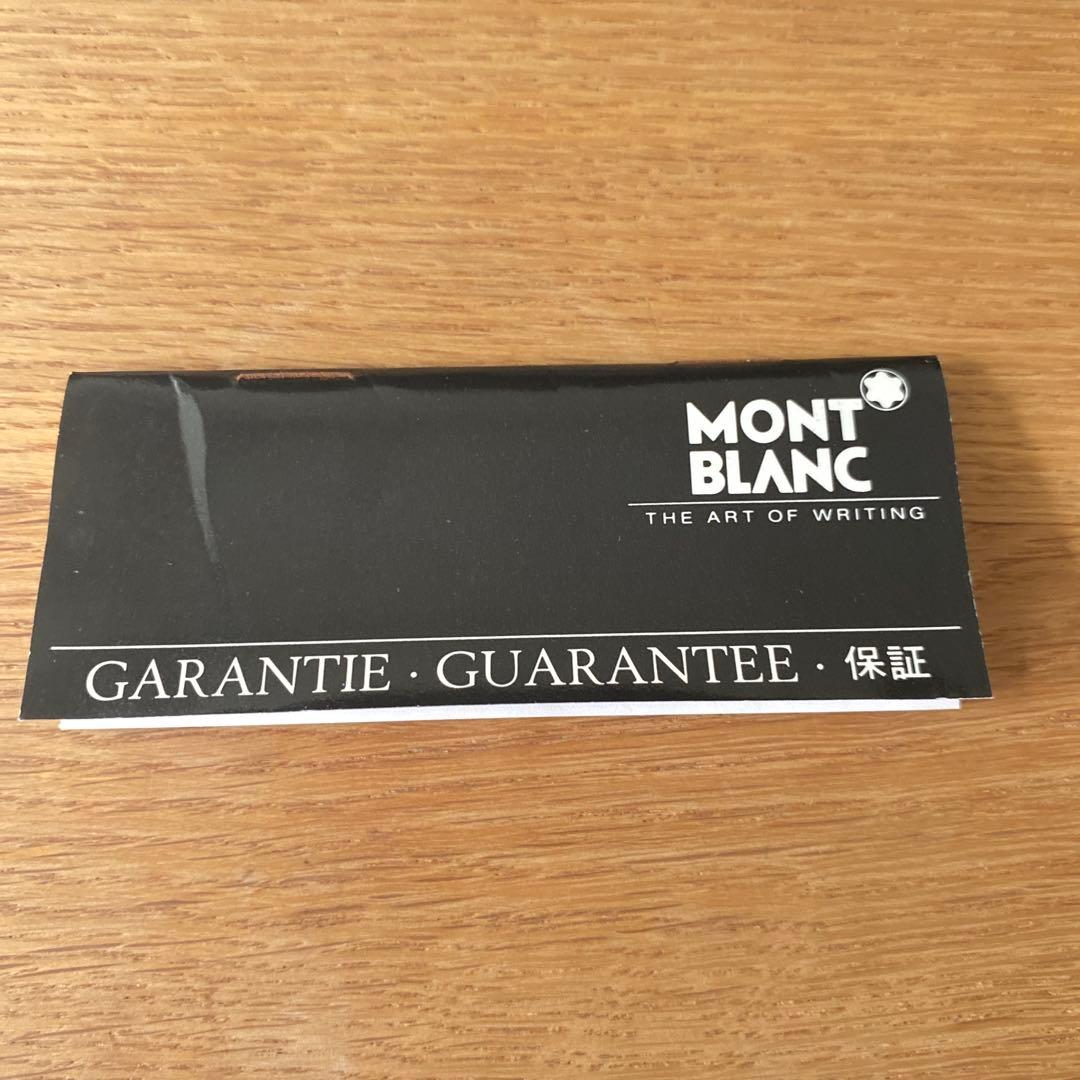 MONT
BLANC
THE ART OF WRITING
GARANTIE · GUARANTEE · 保証